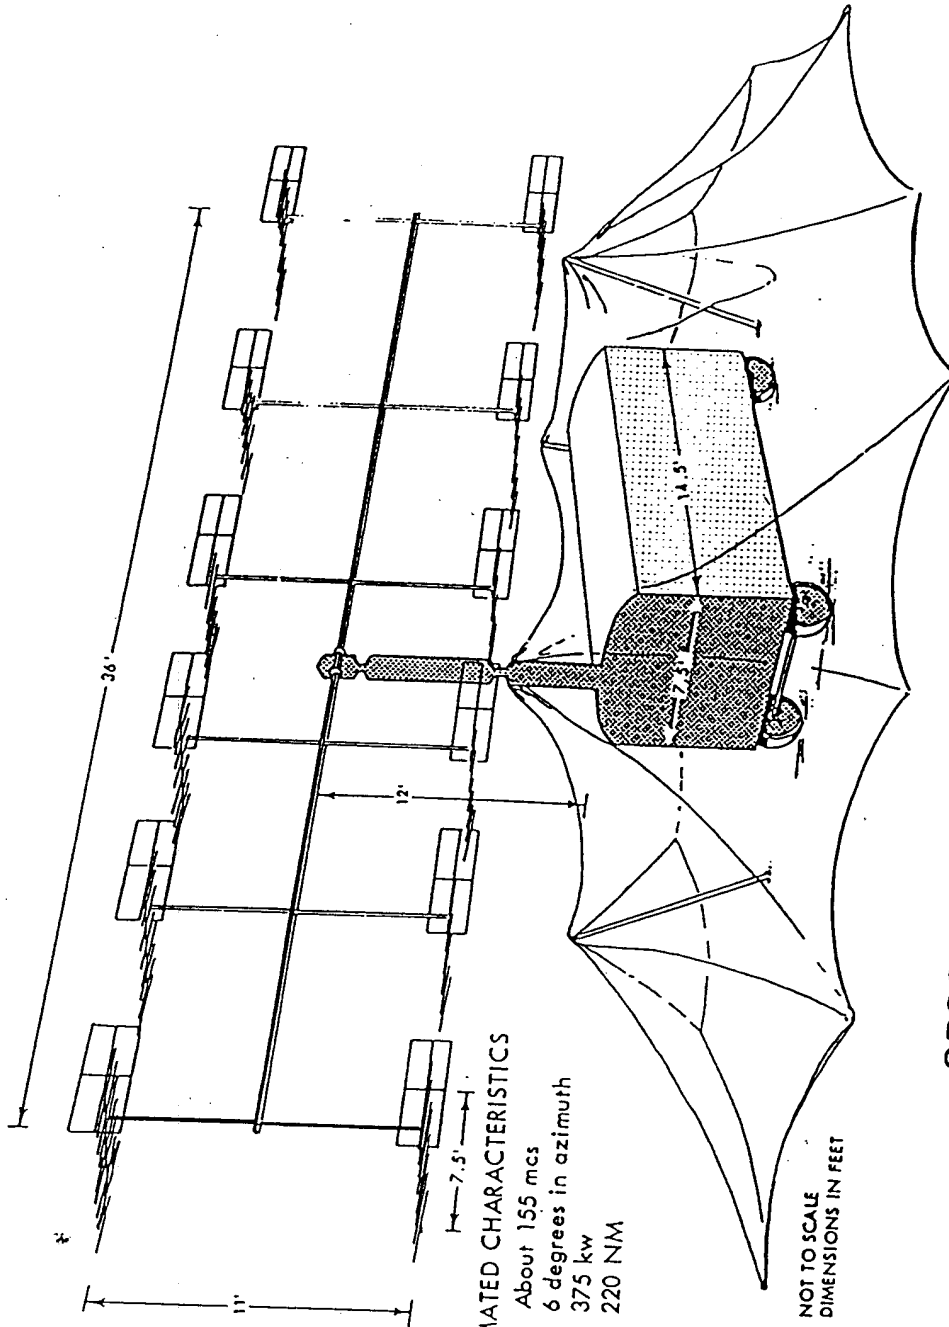 36'
12'
14.5'
7.5'
11'
7.5'
MATED CHARACTERISTICS
About 155 mcs
6 degrees in azimuth
375 kw
220 NM
NOT TO SCALE
DIMENSIONS IN FEET